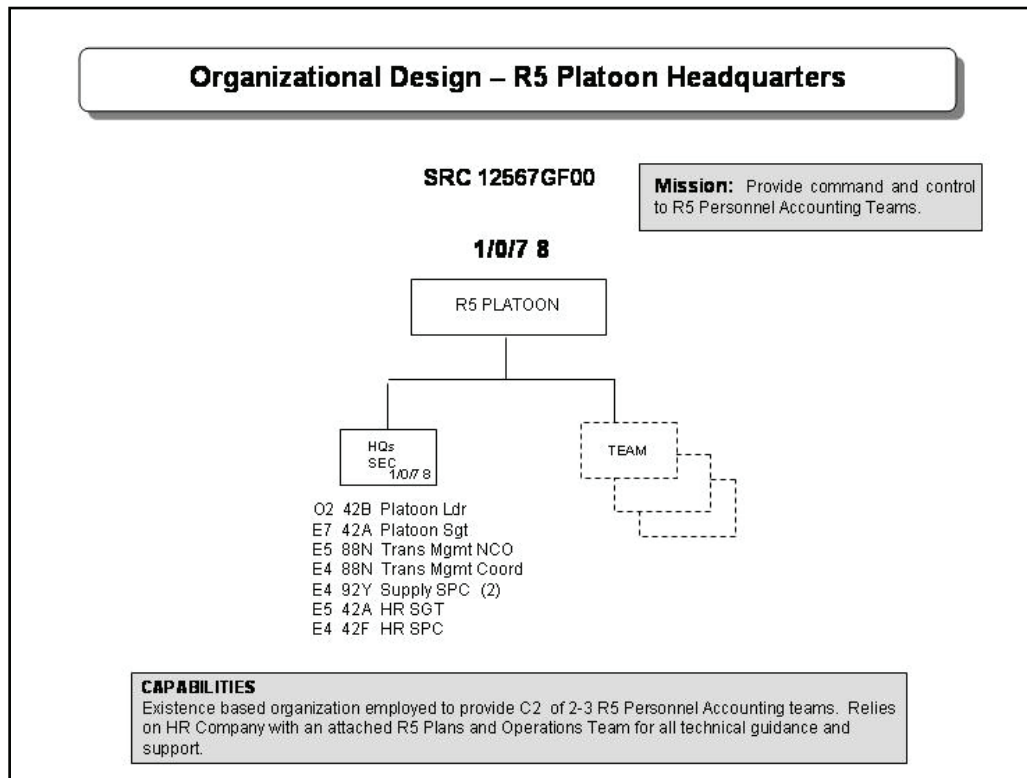 Organizational Design – R5 Platoon Headquarters
SRC 12567GF00
Mission: Provide command and control
to R5 Personnel Accounting Teams.
1/0/7 8
R5 PLATOON
HQs
SEC
1/0/7 8
TEAM
O2 42B Platoon Ldr
E7 42A Platoon Sgt
E5 88N Trans Mgmt NCO
E4 88N Trans Mgmt Coord
E4 92Y Supply SPC (2)
E5 42A HR SGT
E4 42F HR SPC
CAPABILITIES
Existence based organization employed to provide C2 of 2-3 R5 Personnel Accounting teams. Relies
on HR Company with an attached R5 Plans and Operations Team for all technical guidance and
support.